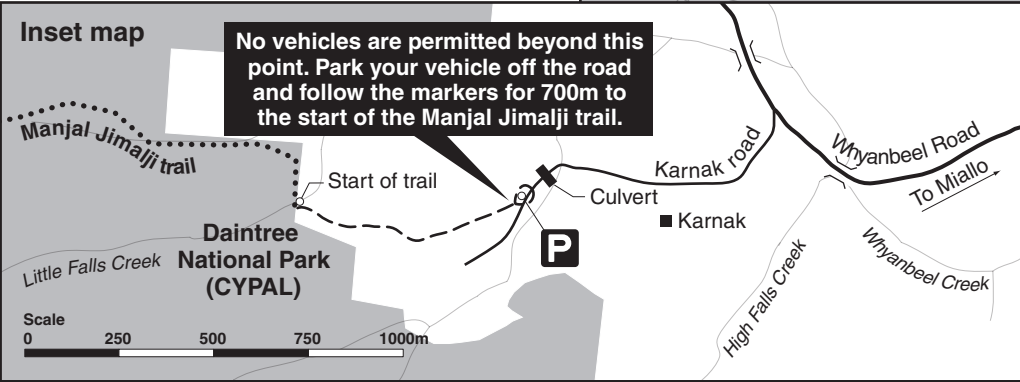 Inset map
No vehicles are permitted beyond this
point. Park your vehicle off the road
and follow the markers for 700m to
the start of the Manjal Jimalji trail.
Manjal Jimalji trail
Start of trail
Karnak road
Whyanbeel Road
To Miallo
Culvert
Karnak
P
Daintree
National Park
(CYPAL)
Little Falls Creek
High Falls Creek
Whyanbeel Creek
Scale
0 250 500 750 1000m